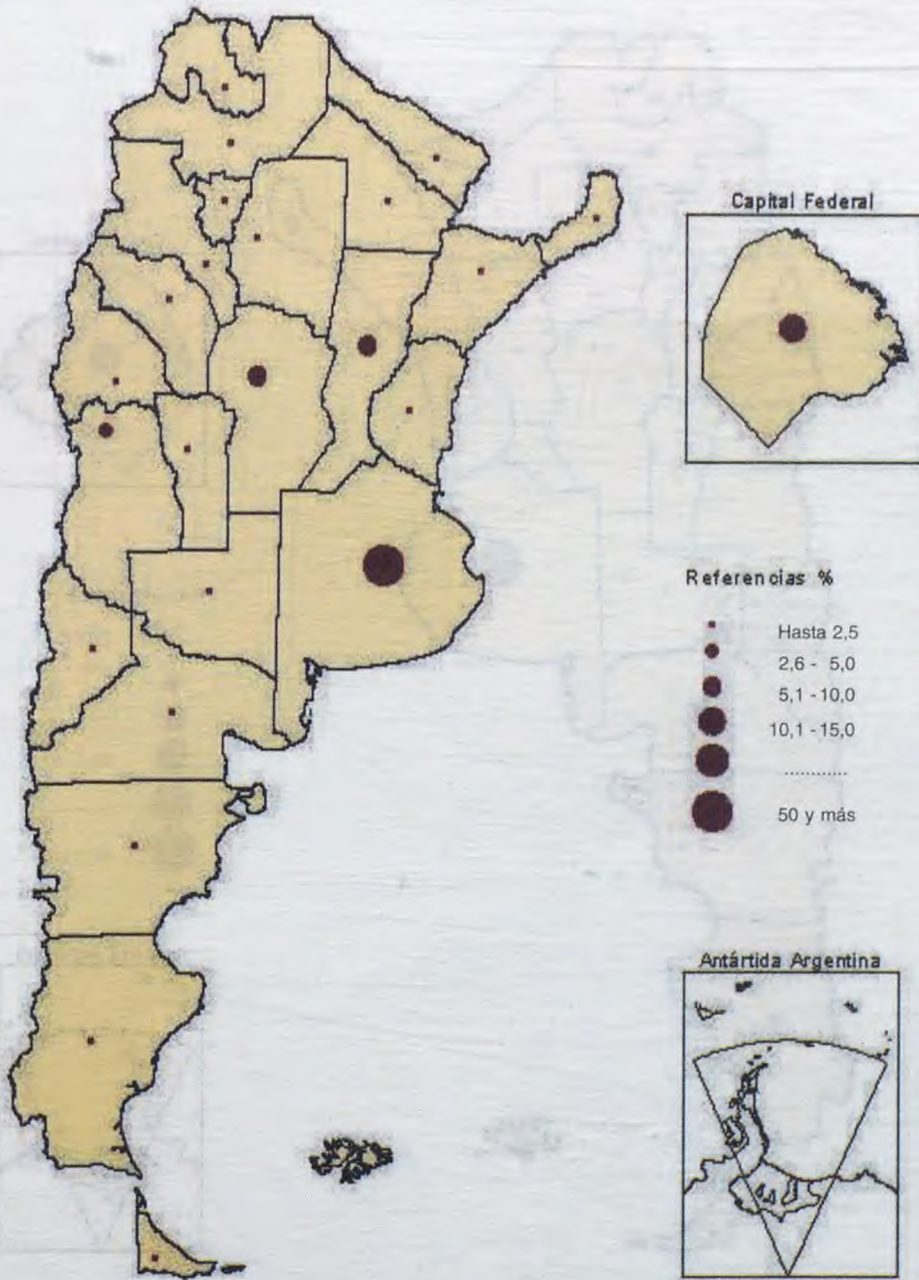 Capital Federal
Referencias %
Hasta 2,5
2,6 - 5,0
5,1 - 10,0
10,1 - 15,0
.............
50 y más
Antártida Argentina